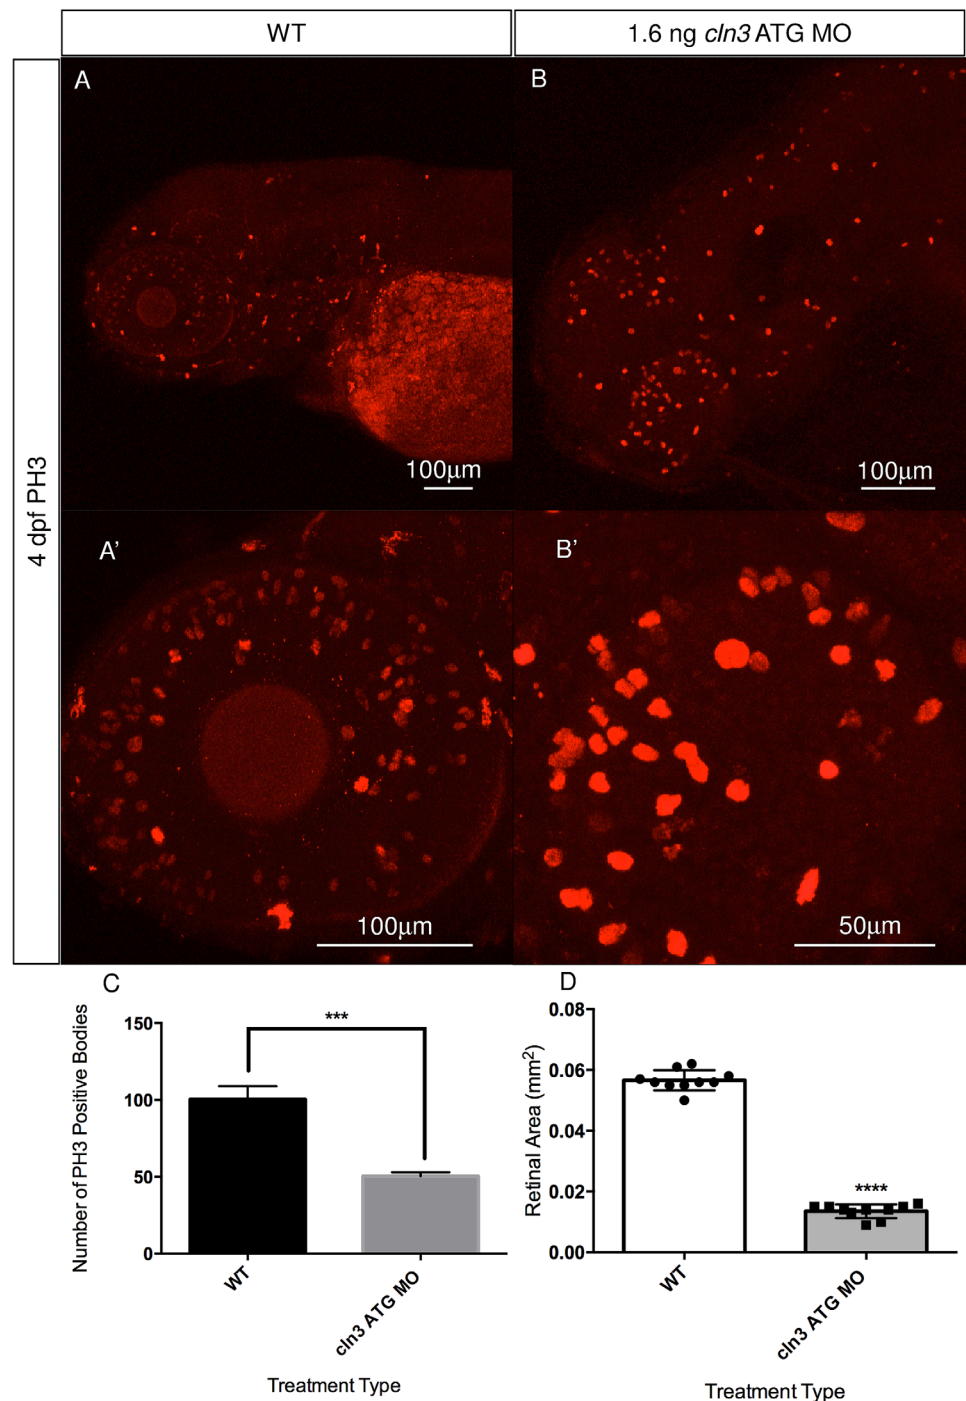 WT
1.6 ng cln3 ATG MO
4 dpf PH3
A
B
100µm
100µm
A'
B'
100µm
50µm
C
D
Number of PH3 Positive Bodies
150
100
50
0
***
WT
cln3 ATG MO
Treatment Type
Retinal Area (mm²)
0.08
0.06
0.04
0.02
0.00
****
WT
cln3 ATG MO
Treatment Type